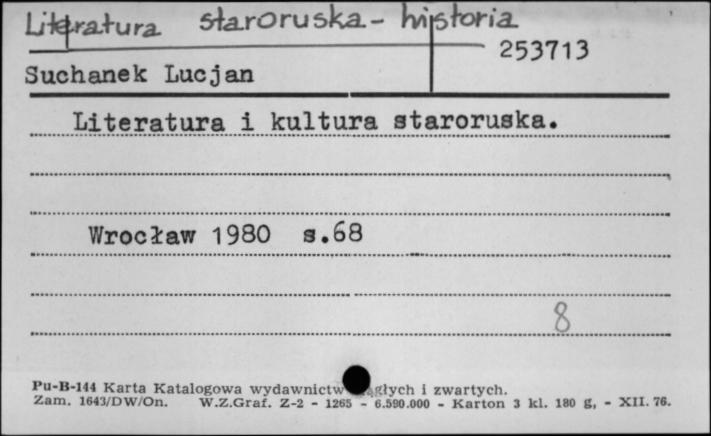 Literatura staroruska - historia
253713
Suchanek Lucjan
Literatura i kultura staroruska.
Wrocław 1980 s.68
8
Pu-B-144 Karta Katalogowa wydawnictw i zwartych.
Zam. 1643/DW/On. W.Z.Graf. Z-2 - 1265 - 6.590.000 - Karton 3 kl. 180 g, - XII. 76.